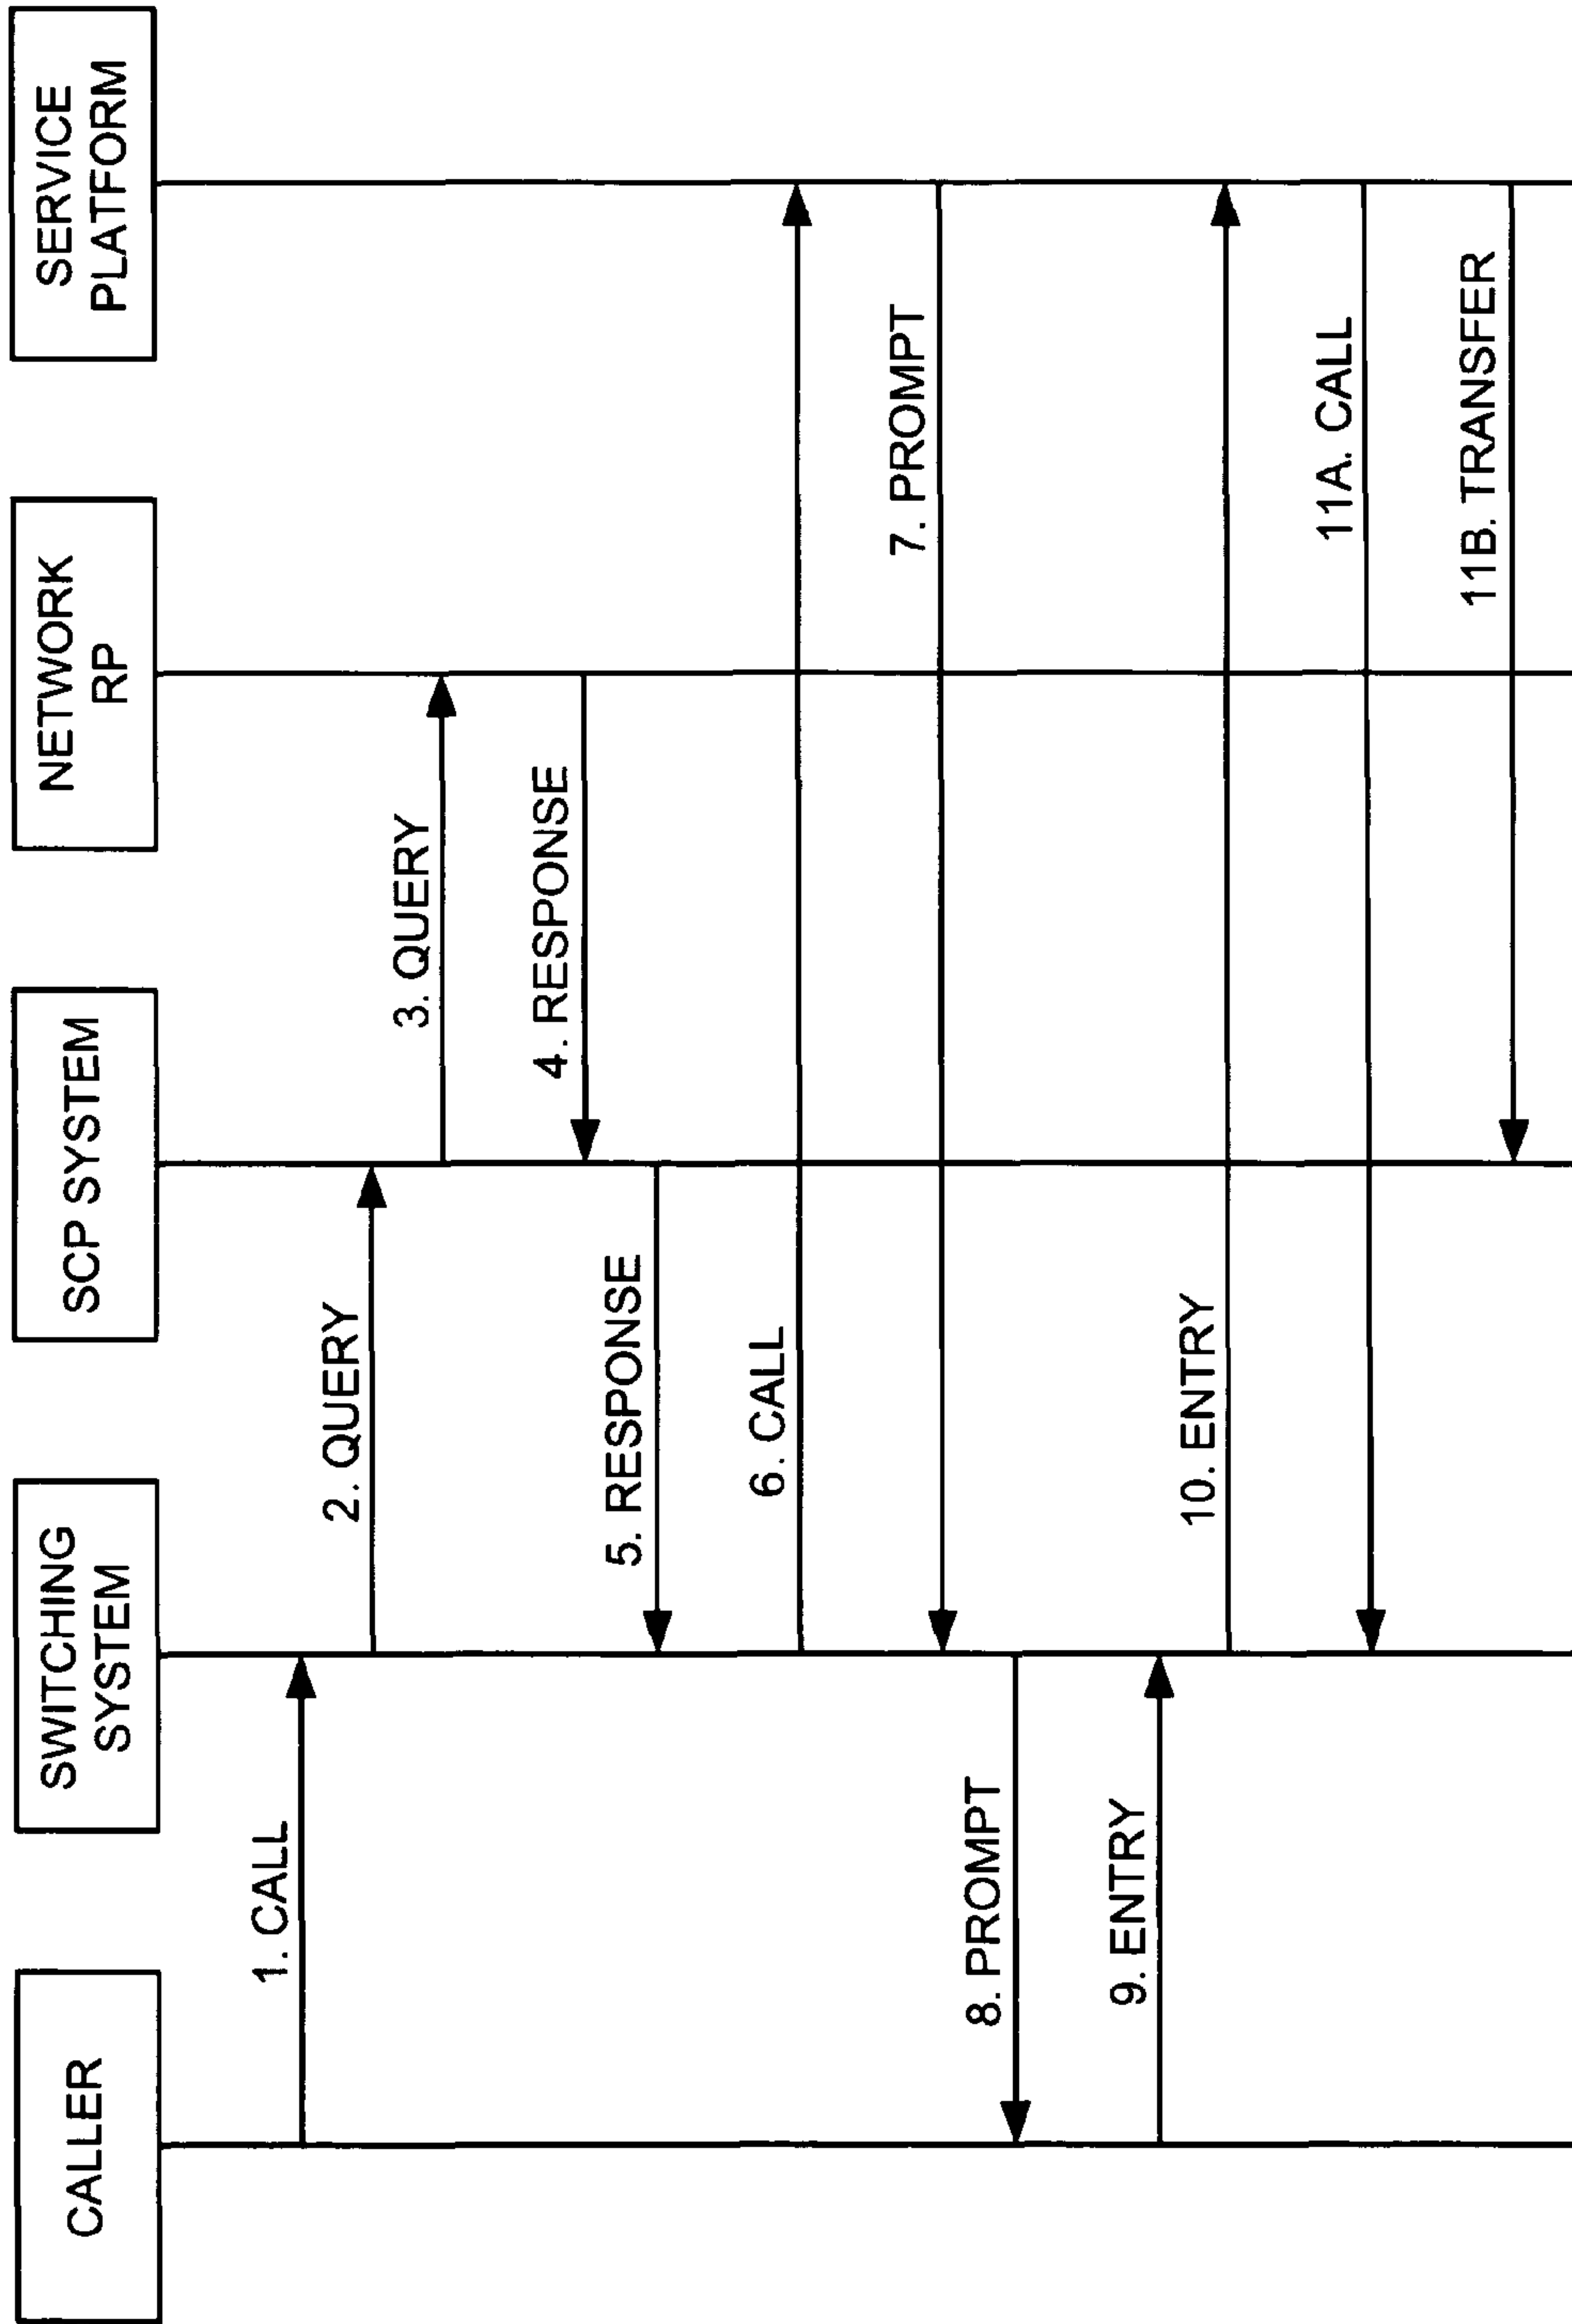 CALLER
SWITCHING
SYSTEM
SCP SYSTEM
NETWORK
RP
SERVICE
PLATFORM
1. CALL
2. QUERY
3. QUERY
4. RESPONSE
5. RESPONSE
6. CALL
7. PROMPT
8. PROMPT
9. ENTRY
10. ENTRY
11A. CALL
11B. TRANSFER